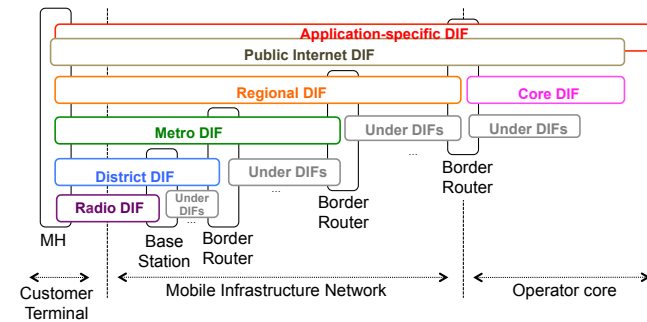 Application-specific DIF
Public Internet DIF
Regional DIF
Core DIF
Metro DIF
Under DIFs
Under DIFs
...
District DIF
Under DIFs
...
Under
DIFs
...
Radio DIF
Border
Router
Border
Router
MH
Base
Station
Border
Router
Customer
Terminal
Mobile Infrastructure Network
Operator core